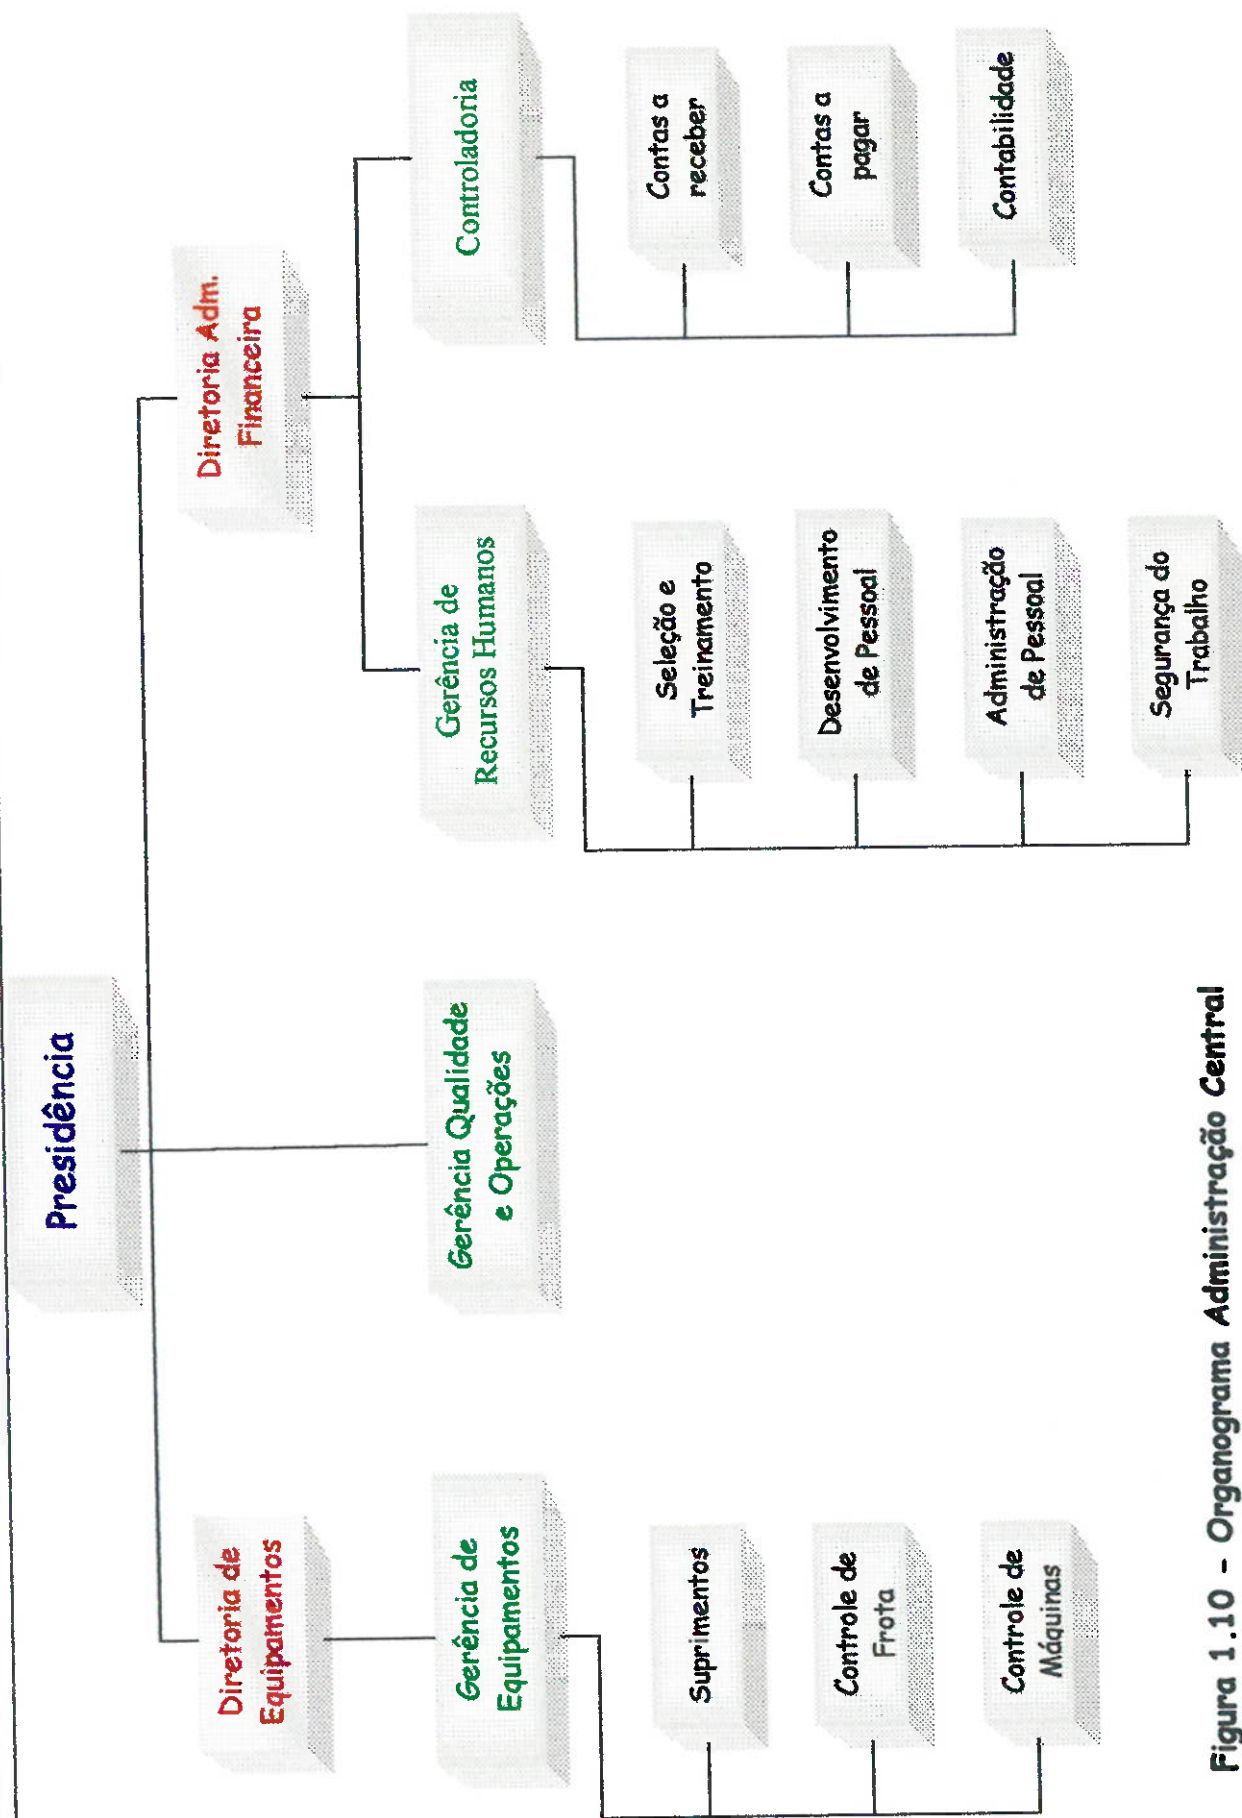 Presidência
Diretoria de
Equipamentos
Diretoria Adm.
Financeira
Gerência de
Equipamentos
Gerência Qualidade
e Operações
Gerência de
Recursos Humanos
Controladoria
Suprimentos
Controle de
Frota
Controle de
Máquinas
Seleção e
Treinamento
Desenvolvimento
de Pessoal
Administração
de Pessoal
Segurança do
Trabalho
Contas a
receber
Contas a
pagar
Contabilidade
Figura 1.10 - Organograma Administração Central